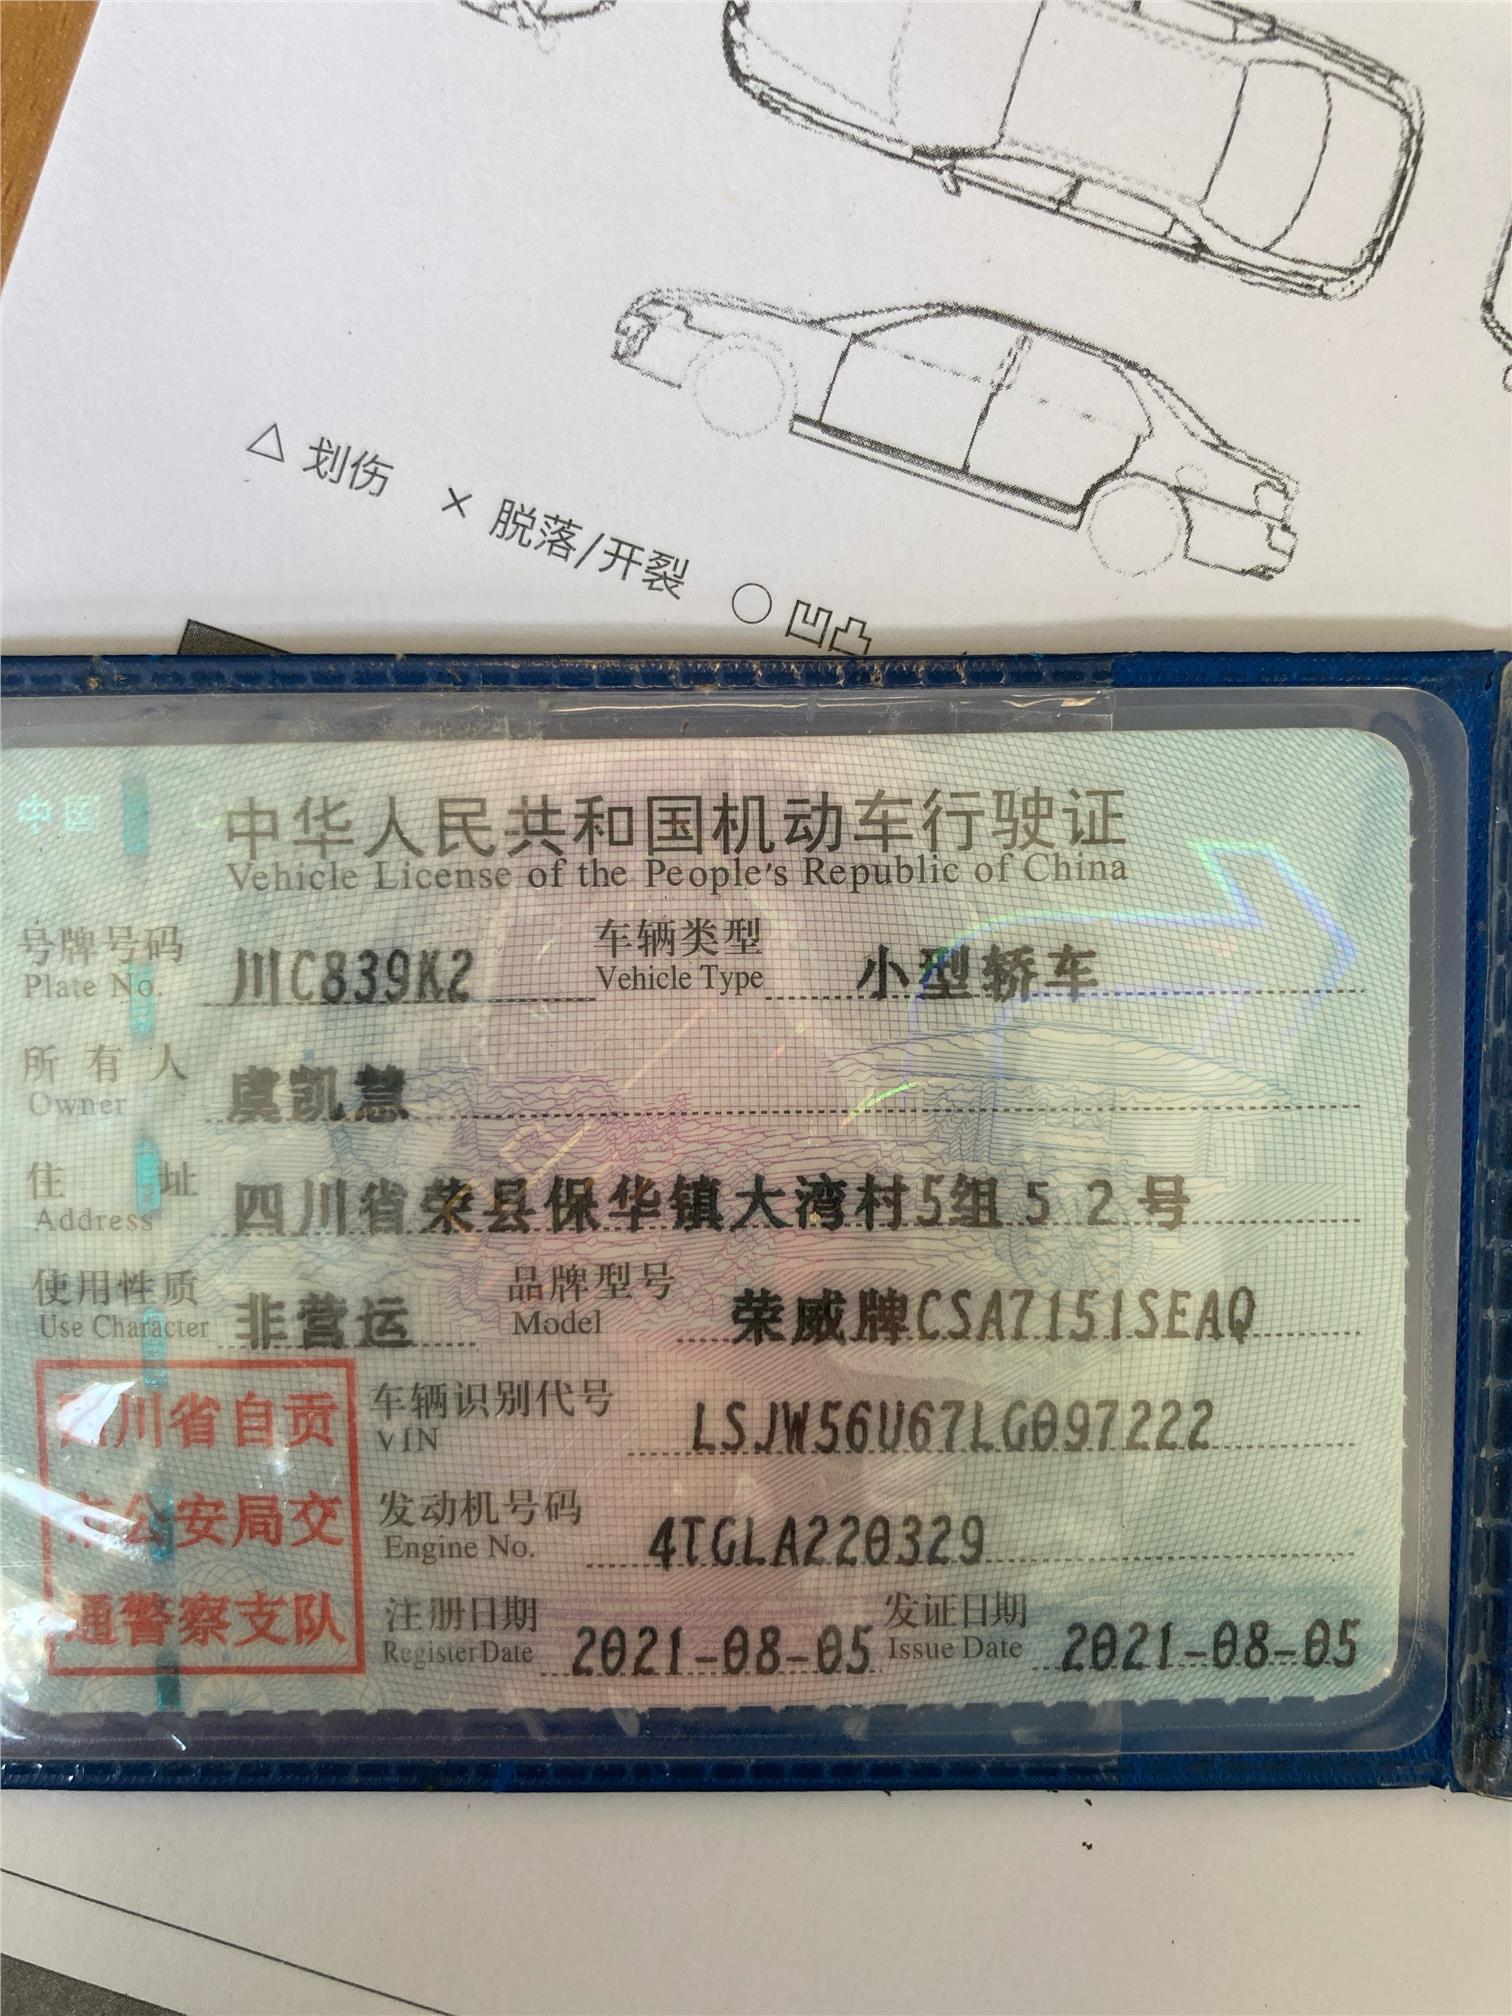 △ 划伤 × 脱落/开裂 ○ 凹凸
中国
中华人民共和国机动车行驶证
Vehicle License of the People's Republic of China
号牌号码 川C839K2 车辆类型 小型轿车
Plate No. Vehicle Type
所有人 虞凯慧
Owner
住址 四川省荣县保华镇大湾村5组52号
Address
使用性质 非营运 品牌型号 荣威牌CSA7151SEAQ
Use Character Model
四川省自贡
市公安局交
通警察支队
车辆识别代号 LSJW56U67LG097222
VIN
发动机号码 4TGLA220329
Engine No.
注册日期 2021-08-05 发证日期 2021-08-05
Register Date Issue Date